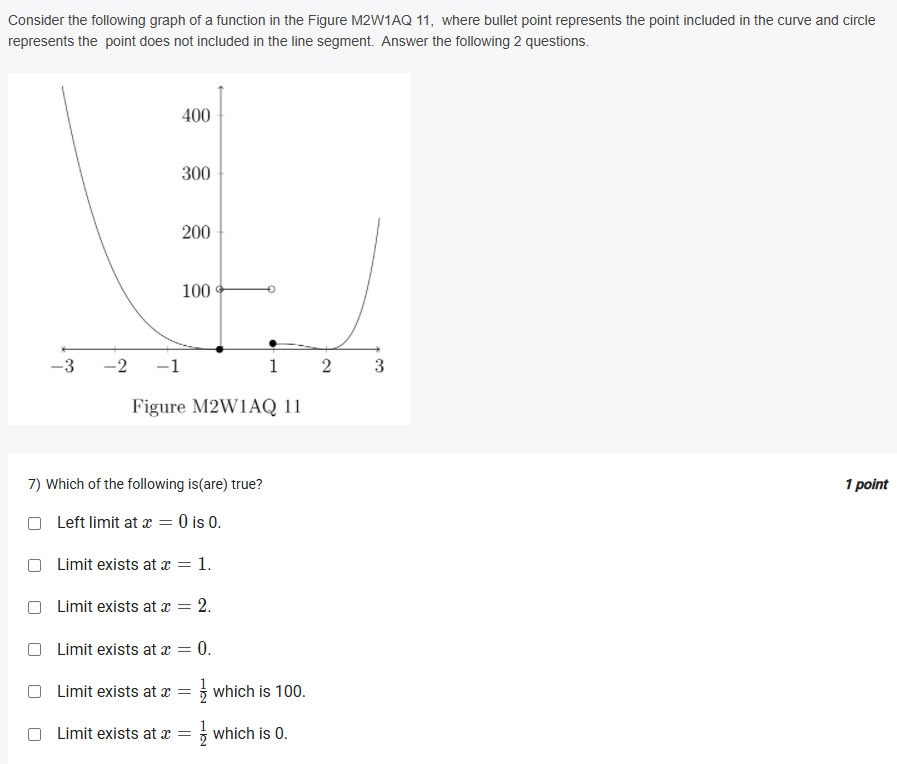 Consider the following graph of a function in the Figure M2W1AQ 11, where bullet point represents the point included in the curve and circle
represents the point does not included in the line segment. Answer the following 2 questions.
400
300
200
100
−3 −2 −1 1 2 3
Figure M2W1AQ 11
7) Which of the following is(are) true? 1 point
Left limit at x = 0 is 0.
Limit exists at x = 1.
Limit exists at x = 2.
Limit exists at x = 0.
Limit exists at x = 1/2 which is 100.
Limit exists at x = 1/2 which is 0.